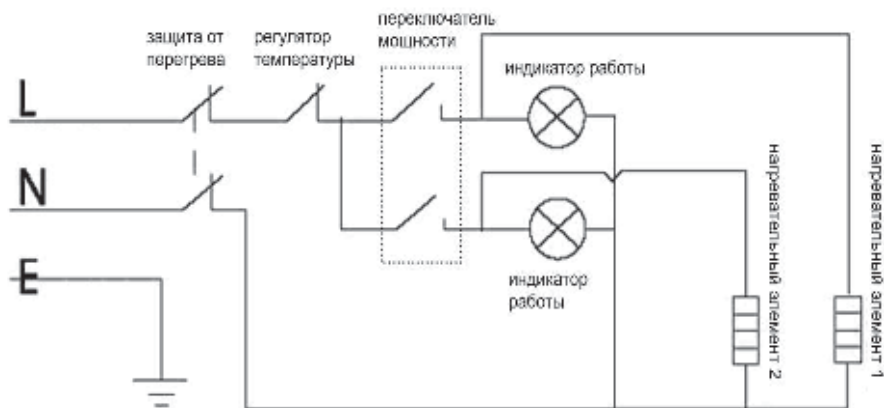 переключатель
мощности
защита от
перегрева
регулятор
температуры
индикатор работы
L
N
E
индикатор
работы
нагревательный элемент 2
нагревательный элемент 1